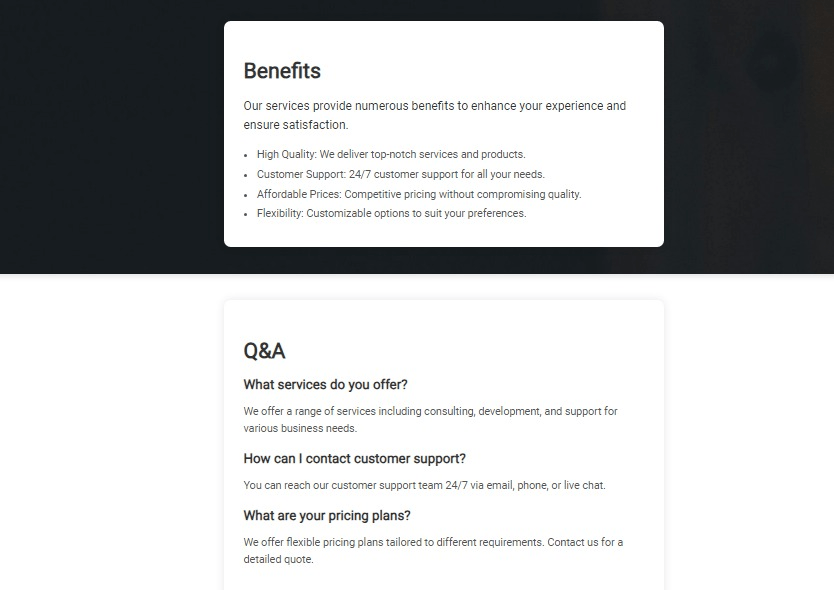 Benefits
Our services provide numerous benefits to enhance your experience and
ensure satisfaction.
• High Quality: We deliver top-notch services and products.
• Customer Support: 24/7 customer support for all your needs.
• Affordable Prices: Competitive pricing without compromising quality.
• Flexibility: Customizable options to suit your preferences.
Q&A
What services do you offer?
We offer a range of services including consulting, development, and support for
various business needs.
How can I contact customer support?
You can reach our customer support team 24/7 via email, phone, or live chat.
What are your pricing plans?
We offer flexible pricing plans tailored to different requirements. Contact us for a
detailed quote.